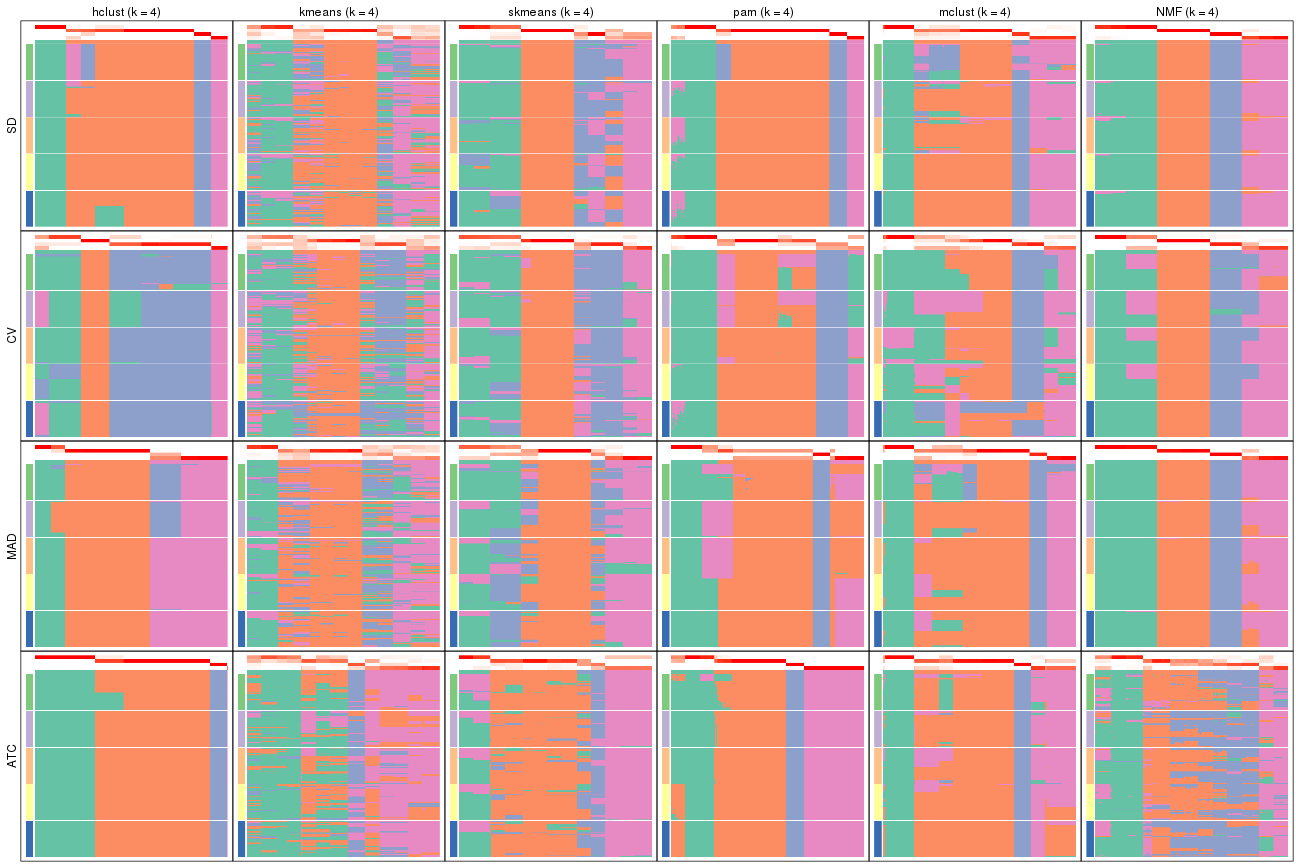 hclust (k = 4) kmeans (k = 4) skmeans (k = 4) pam (k = 4) mclust (k = 4) NMF (k = 4)
SD
CV
MAD
ATC